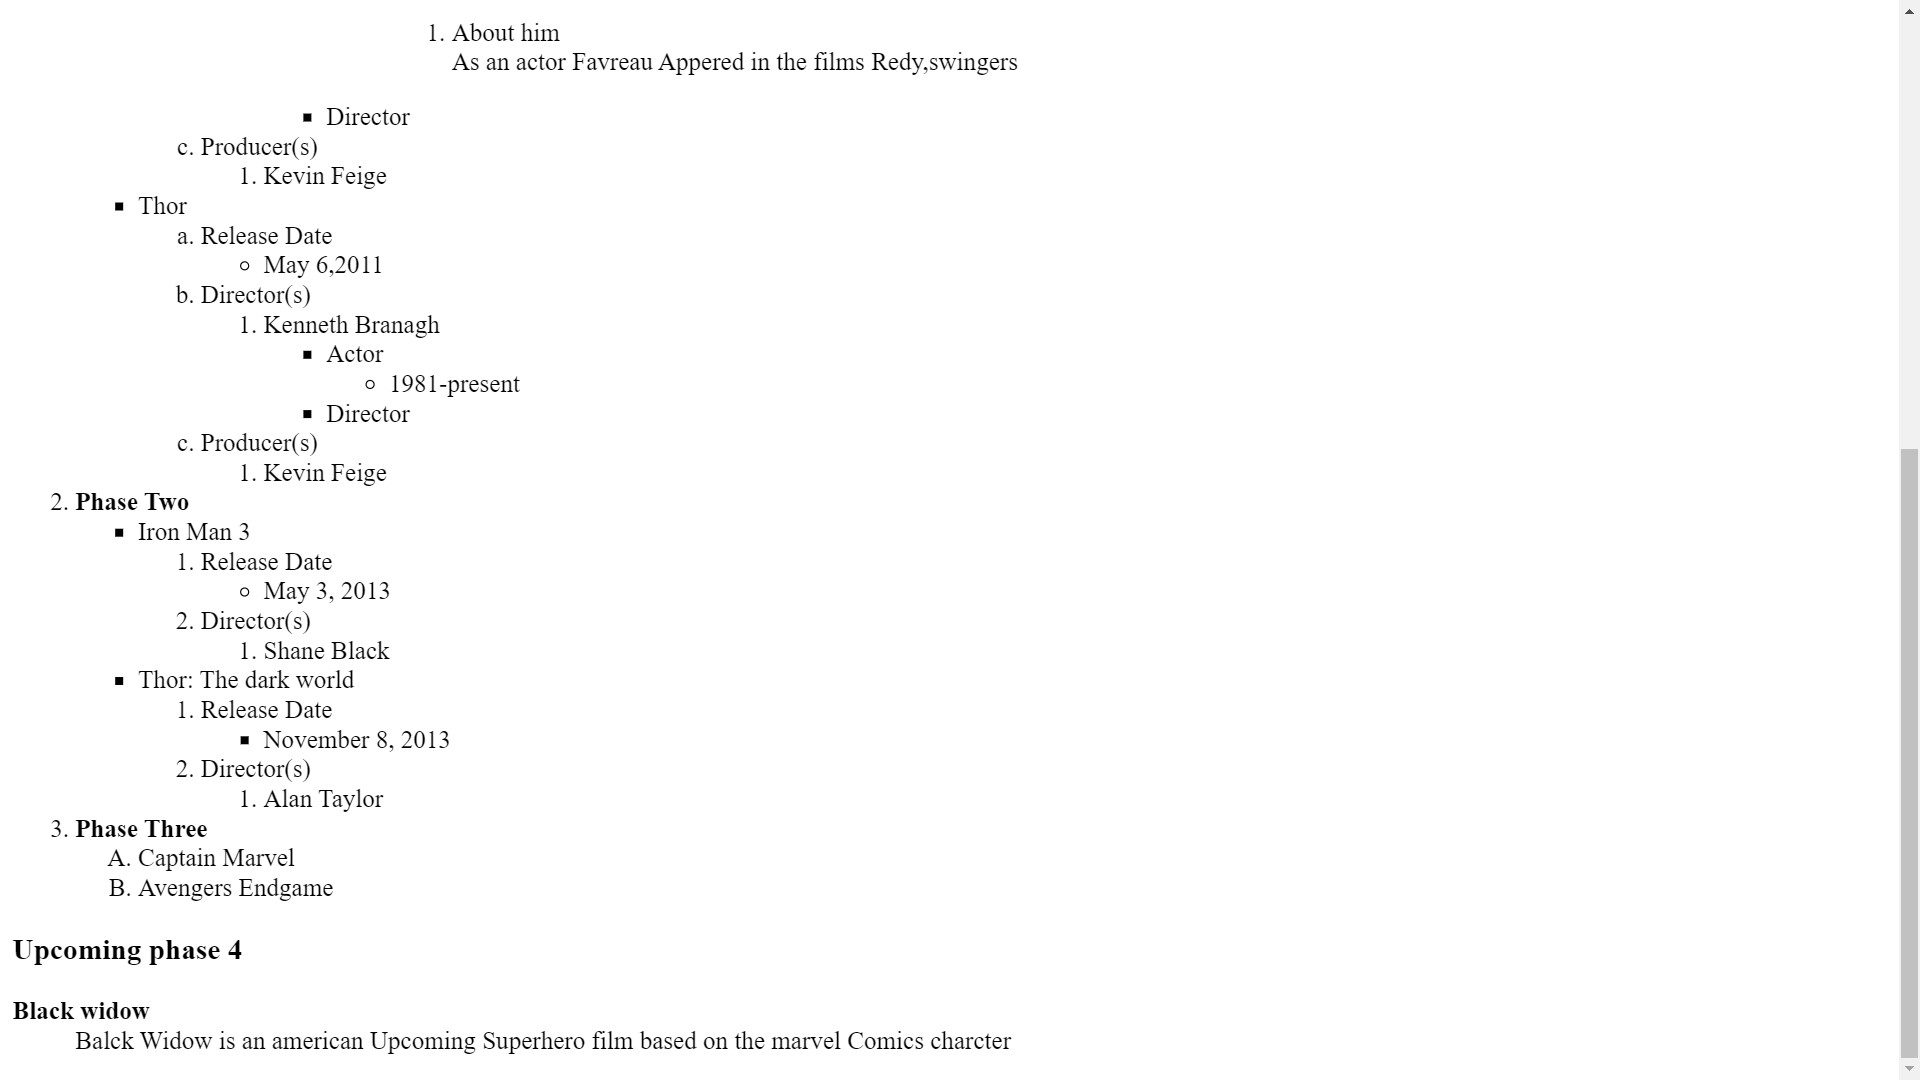 1. About him
As an actor Favreau Appered in the films Redy,swingers
▪ Director
c. Producer(s)
1. Kevin Feige
▪ Thor
a. Release Date
○ May 6,2011
b. Director(s)
1. Kenneth Branagh
▪ Actor
○ 1981-present
▪ Director
c. Producer(s)
1. Kevin Feige
2. Phase Two
▪ Iron Man 3
1. Release Date
○ May 3, 2013
2. Director(s)
1. Shane Black
▪ Thor: The dark world
1. Release Date
▪ November 8, 2013
2. Director(s)
1. Alan Taylor
3. Phase Three
A. Captain Marvel
B. Avengers Endgame
Upcoming phase 4
Black widow
Balck Widow is an american Upcoming Superhero film based on the marvel Comics charcter